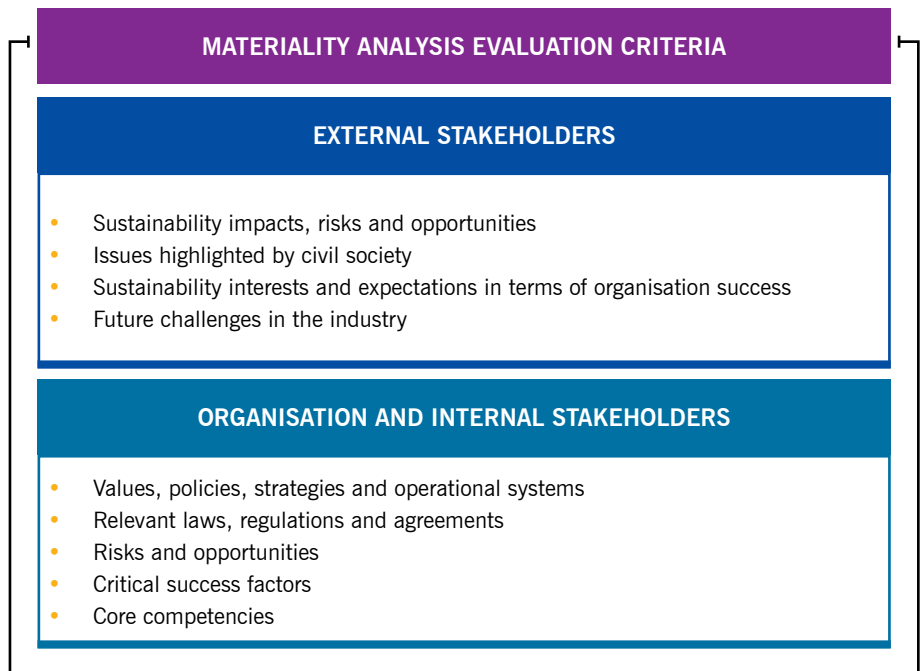 MATERIALITY ANALYSIS EVALUATION CRITERIA
EXTERNAL STAKEHOLDERS
• Sustainability impacts, risks and opportunities
• Issues highlighted by civil society
• Sustainability interests and expectations in terms of organisation success
• Future challenges in the industry
ORGANISATION AND INTERNAL STAKEHOLDERS
• Values, policies, strategies and operational systems
• Relevant laws, regulations and agreements
• Risks and opportunities
• Critical success factors
• Core competencies